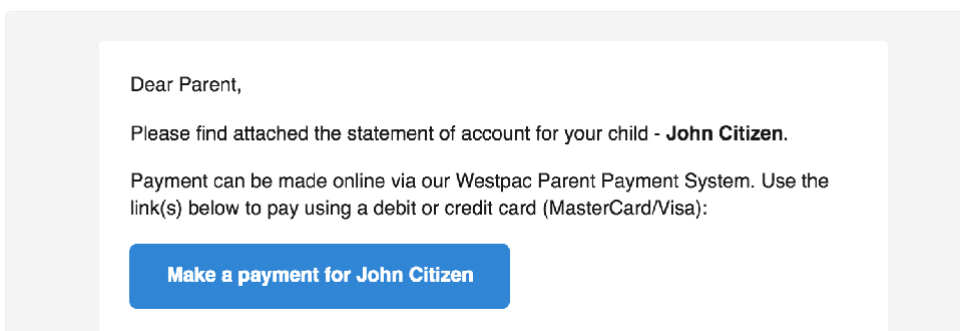 Dear Parent,
Please find attached the statement of account for your child - John Citizen.
Payment can be made online via our Westpac Parent Payment System. Use the
link(s) below to pay using a debit or credit card (MasterCard/Visa):
Make a payment for John Citizen